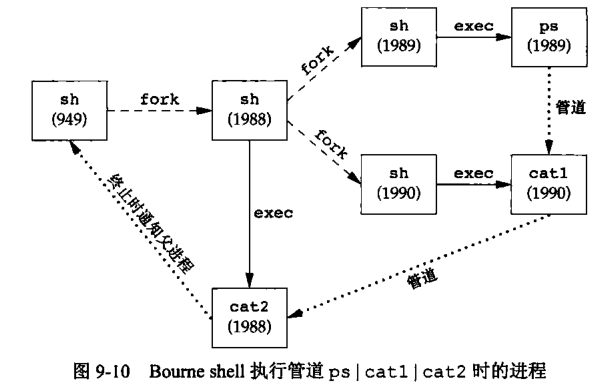 sh
(1989)
exec
ps
(1989)
fork
管道
sh
(949)
fork
sh
(1988)
fork
sh
(1990)
exec
cat1
(1990)
终止时通知父进程
exec
管道
cat2
(1988)
图 9-10 Bourne shell 执行管道 ps|cat1|cat2 时的进程